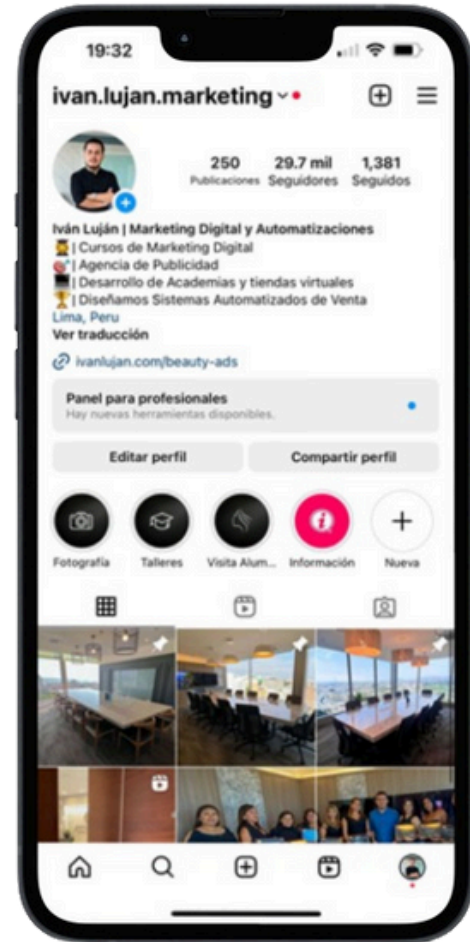 19:32
ivan.lujan.marketing
250 29.7 mil 1,381
Publicaciones Seguidores Seguidos
Iván Luján | Marketing Digital y Automatizaciones
| Cursos de Marketing Digital
| Agencia de Publicidad
| Desarrollo de Academias y tiendas virtuales
| Diseñamos Sistemas Automatizados de Venta
Lima, Peru
Ver traducción
ivanlujan.com/beauty-ads
Panel para profesionales
Hay nuevas herramientas disponibles.
Editar perfil Compartir perfil
Fotografía Talleres Visita Alum... Información Nueva